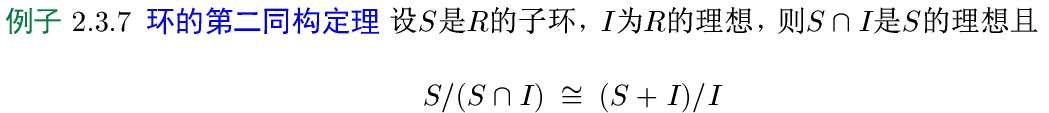 例子 2.3.7 环的第二同构定理 设S是R的子环，I为R的理想，则S ∩ I是S的理想且
S/(S ∩ I) ≅ (S + I)/I